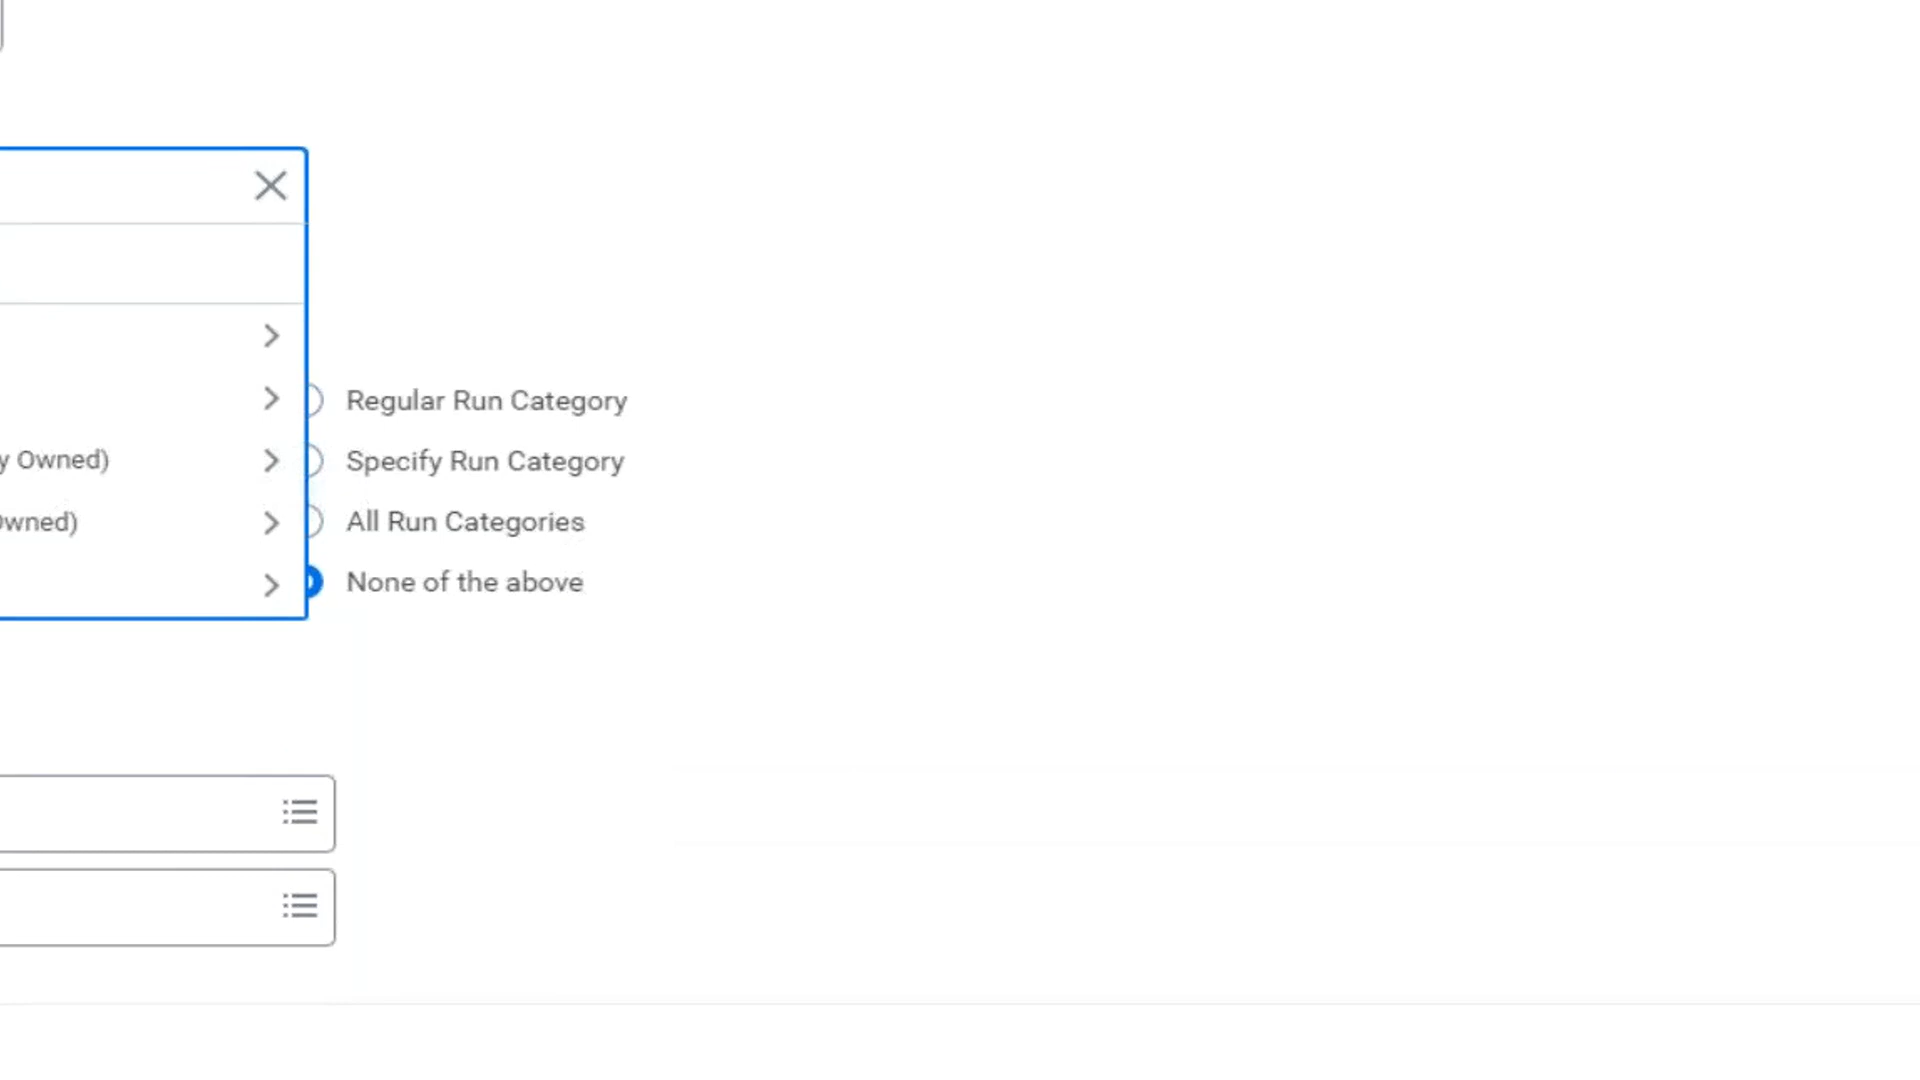 Regular Run Category
Owned)
Specify Run Category
All Run Categories
None of the above